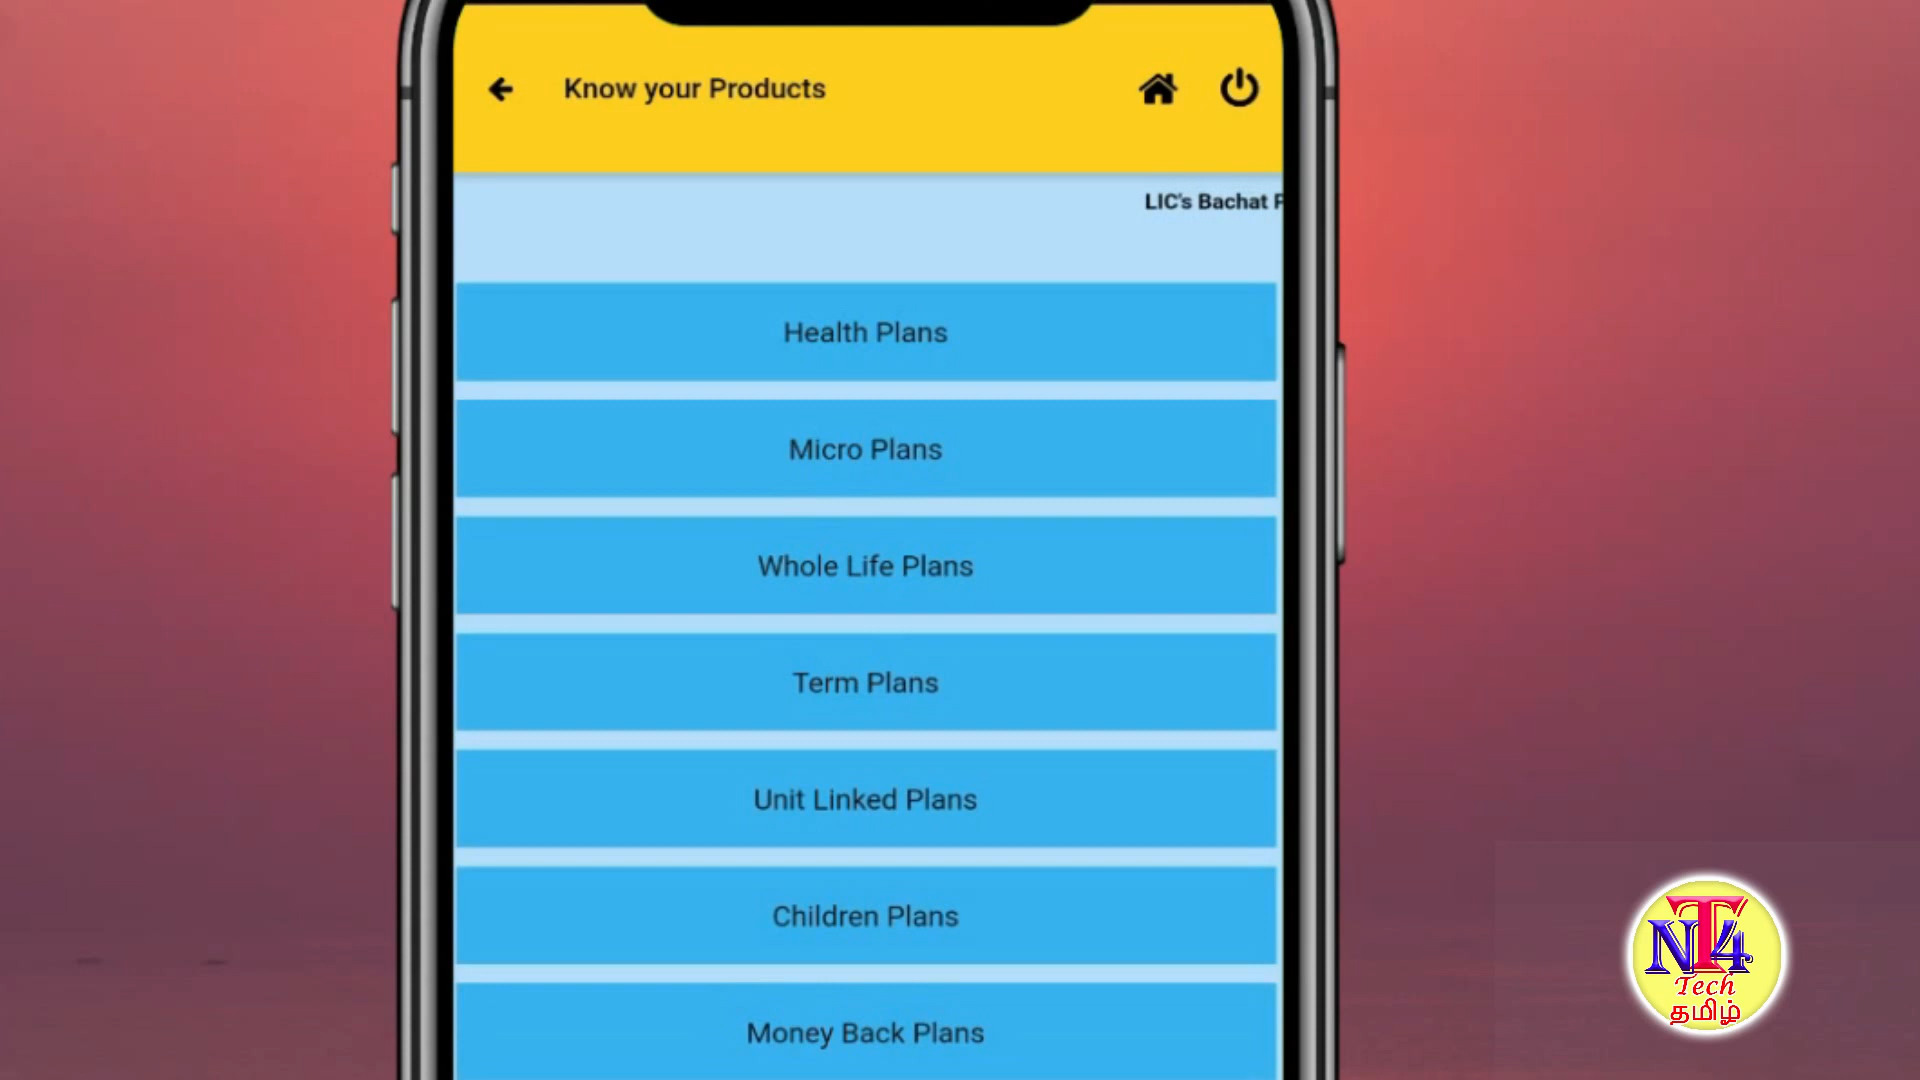 Know your Products
LIC's Bachat
Health Plans
Micro Plans
Whole Life Plans
Term Plans
Unit Linked Plans
Children Plans
Money Back Plans
NT4
Tech
தமிழ்